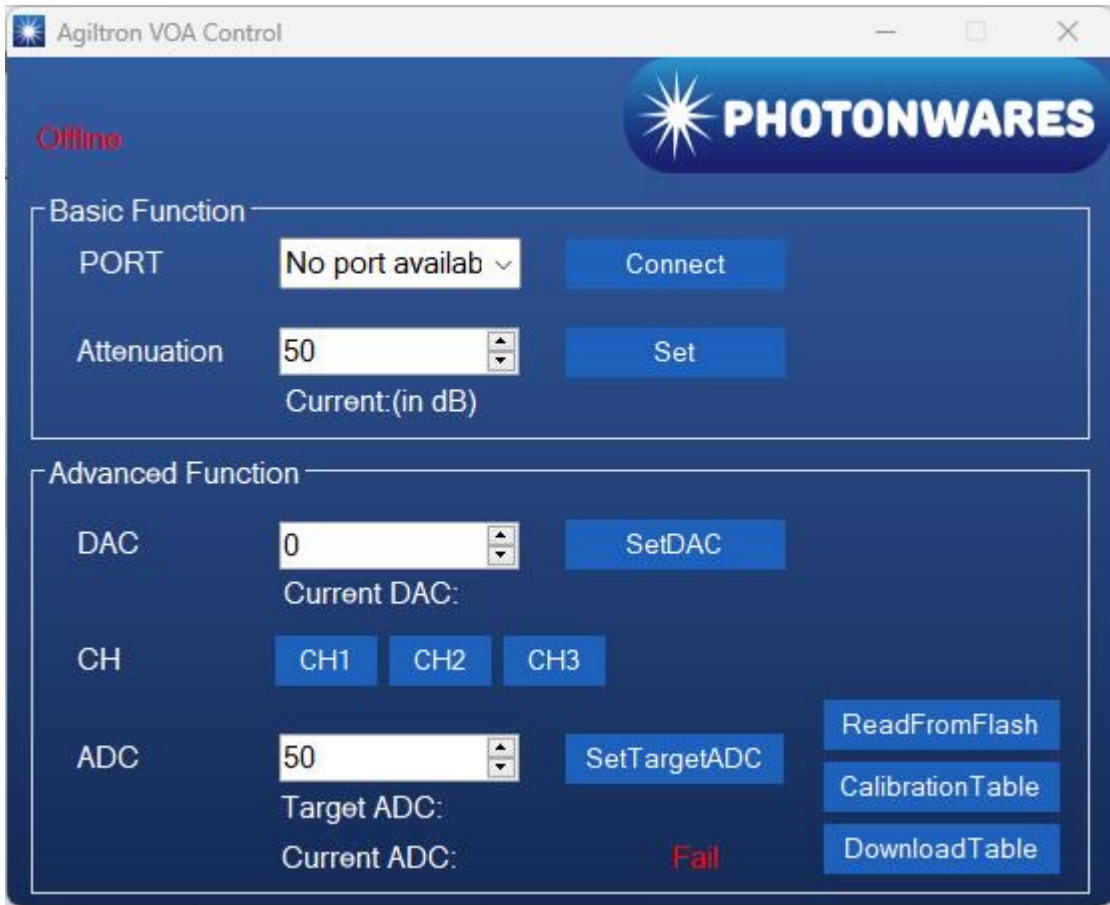 Agiltron VOA Control
PHOTONWARES
Offline
Basic Function
PORT No port availab Connect
Attenuation 50 Set
Current:(in dB)
Advanced Function
DAC 0 SetDAC
Current DAC:
CH CH1 CH2 CH3
ReadFromFlash
ADC 50 SetTargetADC
CalibrationTable
Target ADC:
Current ADC: Fail DownloadTable